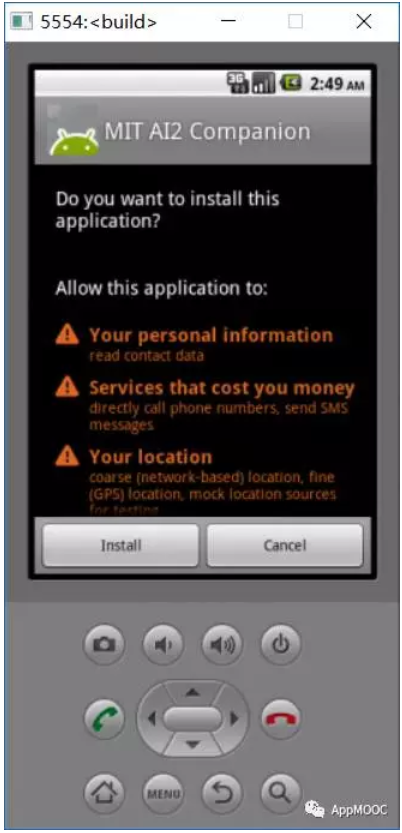 5554:<build>
3G 2:49 AM
MIT AI2 Companion
Do you want to install this
application?
Allow this application to:
Your personal information
read contact data
Services that cost you money
directly call phone numbers, send SMS
messages
Your location
coarse (network-based) location, fine
(GPS) location, mock location sources
for testing
Install Cancel
MENU
AppMOOC